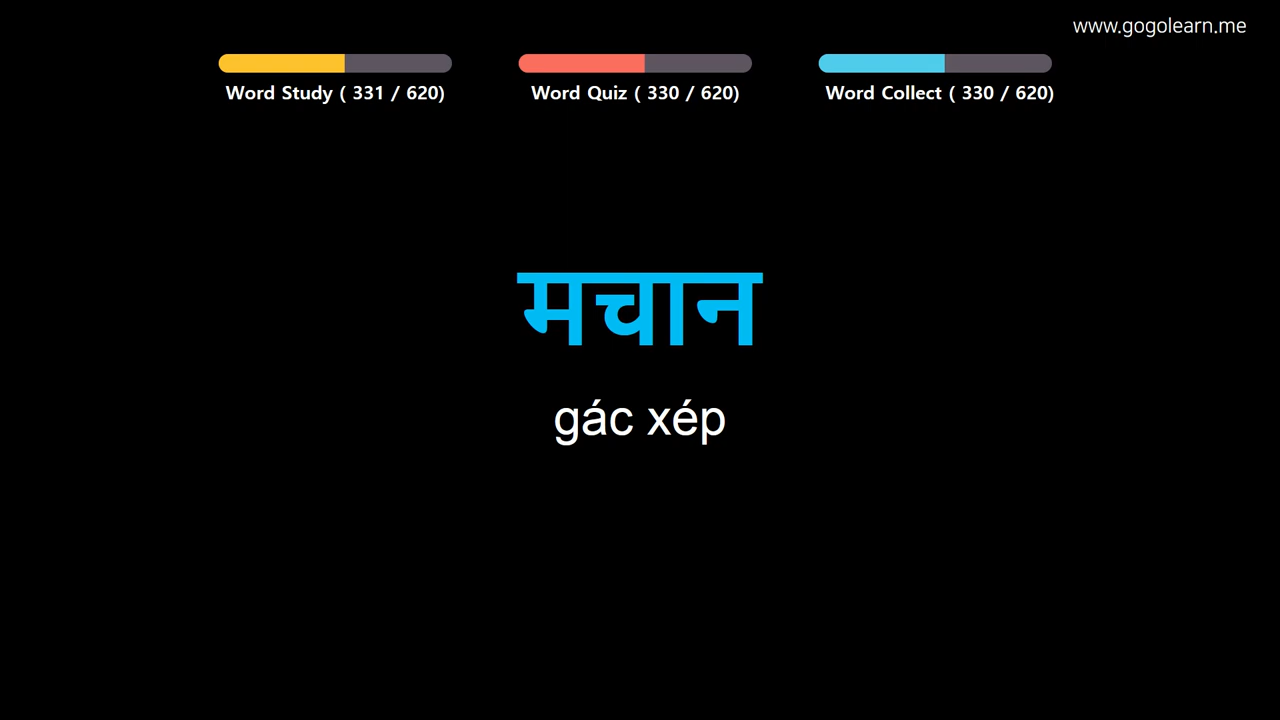 www.gogolearn.me
Word Study ( 331 / 620)
Word Quiz ( 330 / 620)
Word Collect ( 330 / 620)
मचान
gác xép